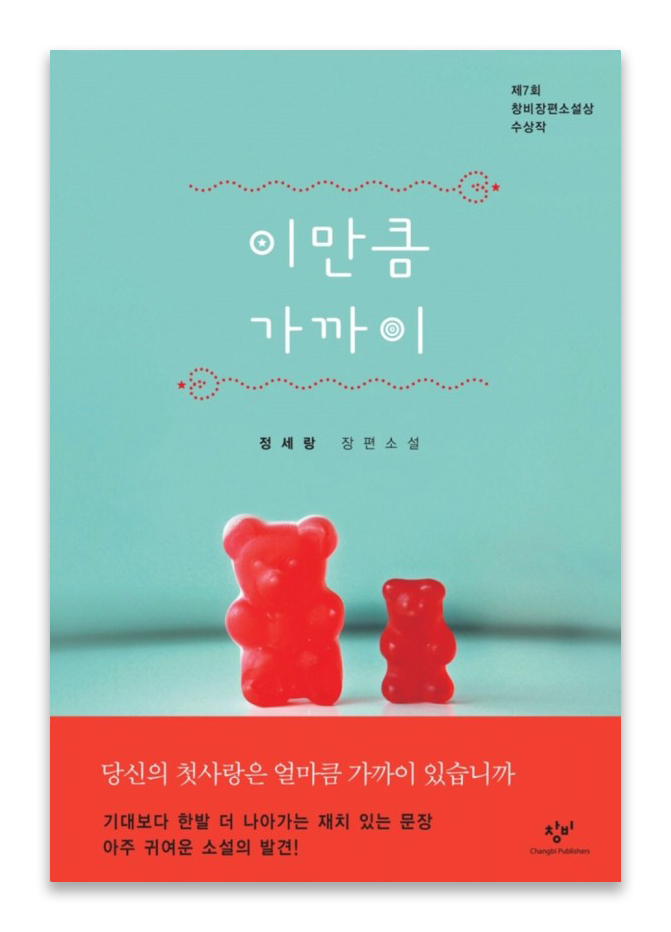 제7회
창비장편소설상
수상작
이만큼
가까이
정세랑 장편소설
당신의 첫사랑은 얼마큼 가까이 있습니까
기대보다 한발 더 나아가는 재치 있는 문장
아주 귀여운 소설의 발견!
창비
Changbi Publishers